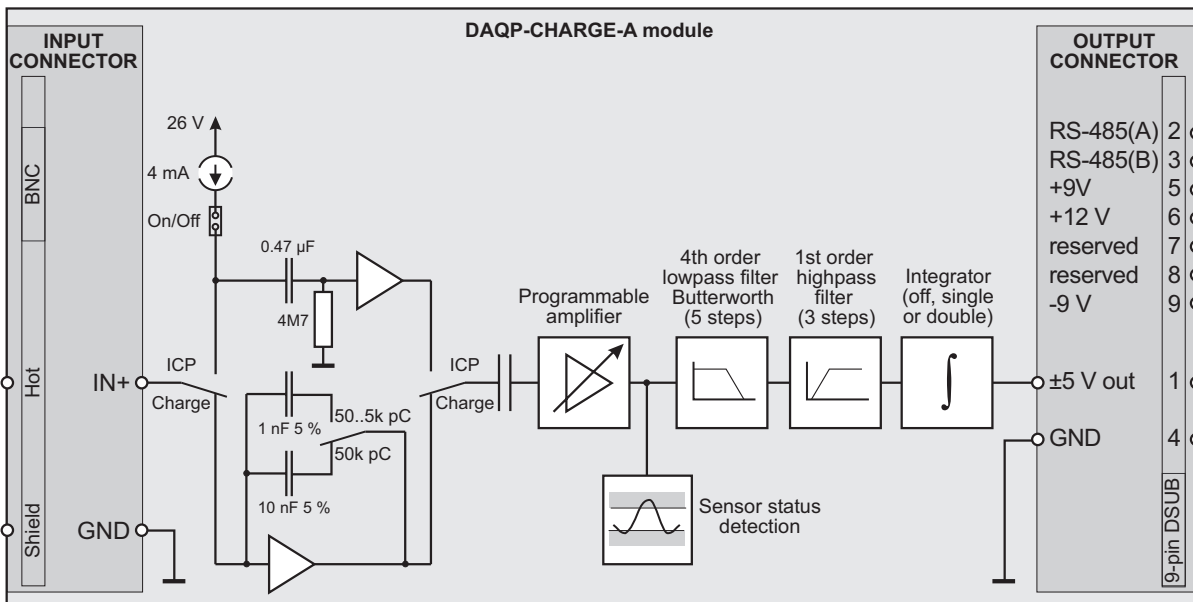 DAQP-CHARGE-A module
INPUT
CONNECTOR
BNC
Hot
Shield
IN+
GND
26 V
4 mA
On/Off
0.47 µF
4M7
ICP
Charge
1 nF 5 %
50..5k pC
50k pC
10 nF 5 %
ICP
Charge
Programmable
amplifier
4th order
lowpass filter
Butterworth
(5 steps)
1st order
highpass
filter
(3 steps)
Integrator
(off, single
or double)
∫
Sensor status
detection
OUTPUT
CONNECTOR
RS-485(A) 2
RS-485(B) 3
+9V 5
+12 V 6
reserved 7
reserved 8
-9 V 9
±5 V out 1
GND 4
9-pin DSUB